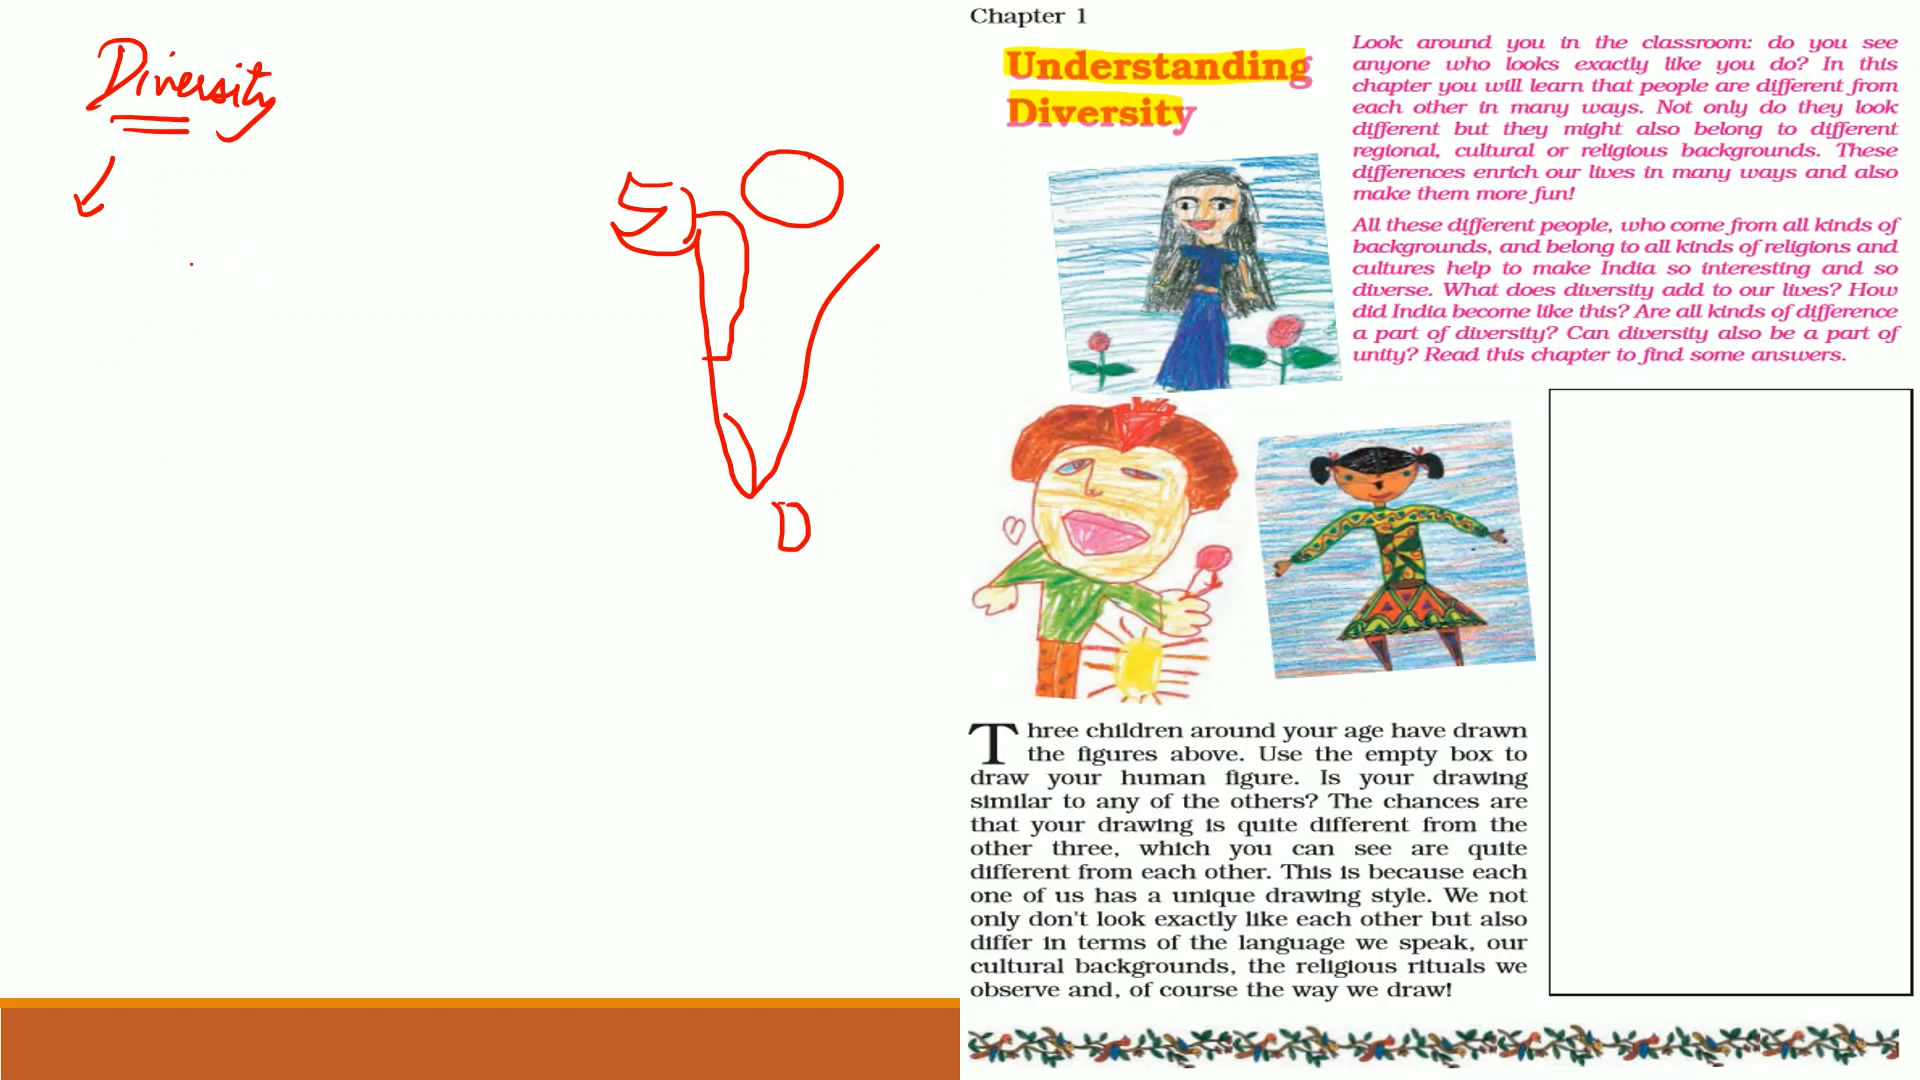 Diversity
D
Chapter 1
Understanding
Diversity
Look around you in the classroom: do you see
anyone who looks exactly like you do? In this
chapter you will learn that people are different from
each other in many ways. Not only do they look
different but they might also belong to different
regional, cultural or religious backgrounds. These
differences enrich our lives in many ways and also
make them more fun!
All these different people, who come from all kinds of
backgrounds, and belong to all kinds of religions and
cultures help to make India so interesting and so
diverse. What does diversity add to our lives? How
did India become like this? Are all kinds of difference
a part of diversity? Can diversity also be a part of
unity? Read this chapter to find some answers.
Three children around your age have drawn
the figures above. Use the empty box to
draw your human figure. Is your drawing
similar to any of the others? The chances are
that your drawing is quite different from the
other three, which you can see are quite
different from each other. This is because each
one of us has a unique drawing style. We not
only don't look exactly like each other but also
differ in terms of the language we speak, our
cultural backgrounds, the religious rituals we
observe and, of course the way we draw!